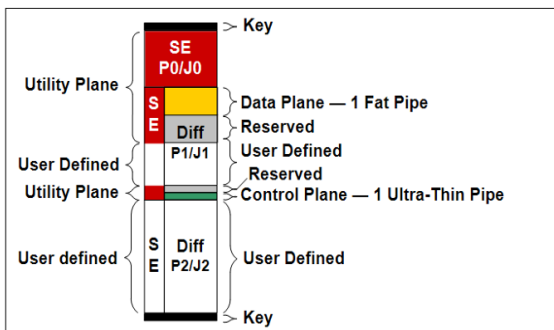 Key
SE
P0/J0
Utility Plane
S
E
Data Plane — 1 Fat Pipe
Reserved
Diff
P1/J1
User Defined
User Defined
Reserved
Utility Plane
Control Plane — 1 Ultra-Thin Pipe
S
E
Diff
P2/J2
User defined
User Defined
Key